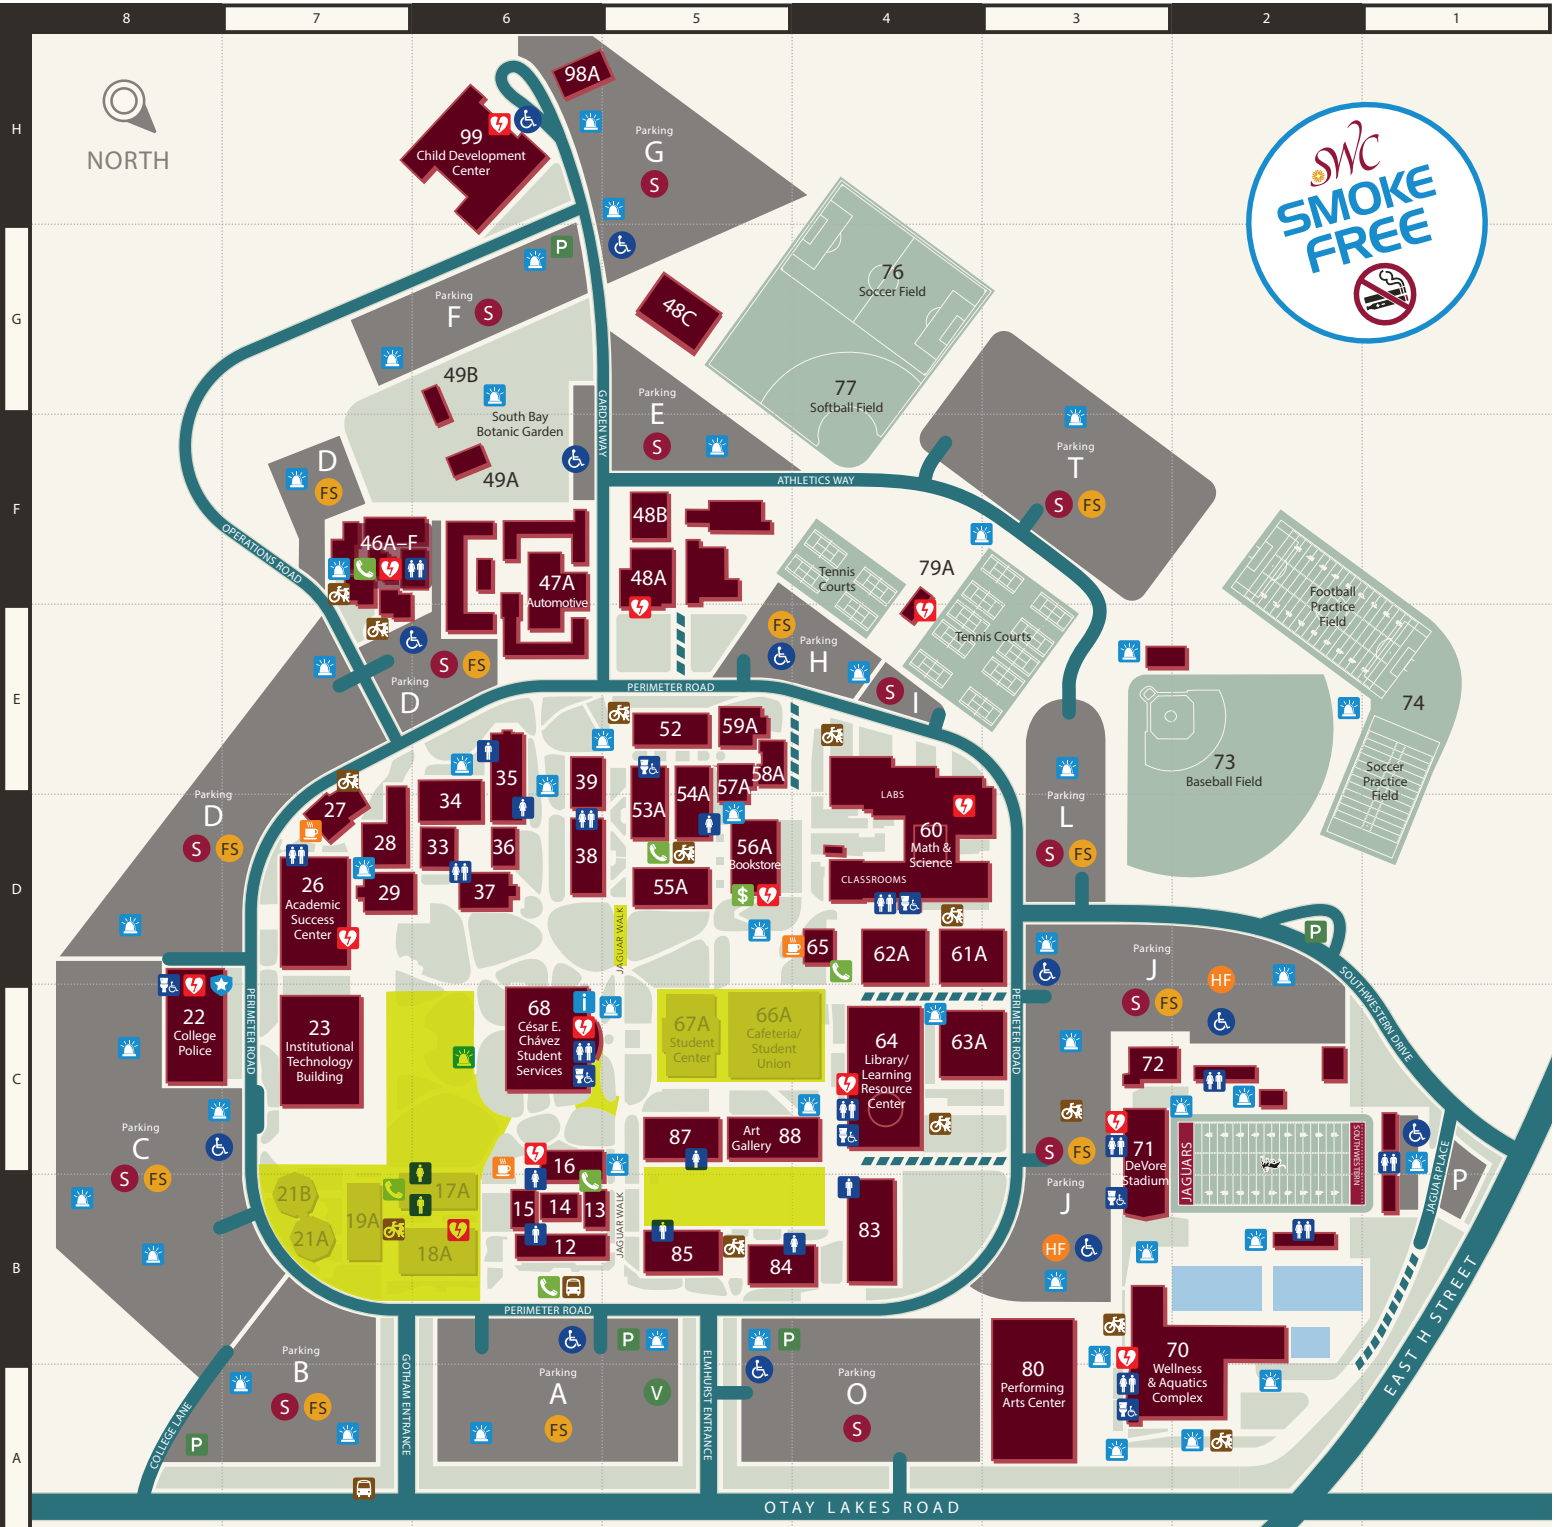 8 7 6 5 4 3 2 1
H
G
F
E
D
C
B
A
NORTH
SWC
SMOKE
FREE
98A
99
Child Development
Center
Parking
G
S
P
Parking
F
S
48C
76
Soccer Field
77
Softball Field
49B
South Bay
Botanic Garden
49A
GARDEN WAY
Parking
E
S
Parking
T
S FS
ATHLETICS WAY
D
FS
OPERATIONS ROAD
46A–F
47A
Automotive
48B
48A
Tennis
Courts
79A
Tennis Courts
Football
Practice
Field
FS
Parking
H
S
I
S FS
Parking
D
PERIMETER ROAD
74
73
Baseball Field
Soccer
Practice
Field
52
59A
58A
57A
54A
53A
39
35
34
27
28
33
36
38
56A
Bookstore
LABS
60
Math &
Science
CLASSROOMS
Parking
L
S FS
Parking
D
S FS
26
Academic
Success
Center
29
37
55A
$
JAGUAR WALK
65
62A
61A
Parking
J
S FS
HF
P
SOUTHWESTERN DRIVE
22
College
Police
PERIMETER ROAD
23
Institutional
Technology
Building
68
César E.
Chávez
Student
Services
i
67A
Student
Center
66A
Cafeteria/
Student
Union
64
Library/
Learning
Resource
Center
63A
PERIMETER ROAD
72
Parking
C
S FS
87
Art
Gallery 88
S FS
71
DeVore
Stadium
JAGUARS
SOUTHWESTERN
JAGUAR PLACE
P
16
15
14
13
12
JAGUAR WALK
21B
21A
19A
17A
18A
83
85
84
Parking
J
HF
PERIMETER ROAD
EAST H STREET
Parking
B
S FS
COLLEGE LANE
P
GOTHAM ENTRANCE
Parking
A
FS
P
V
ELMHURST ENTRANCE
P
Parking
O
S
80
Performing
Arts Center
70
Wellness
& Aquatics
Complex
OTAY LAKES ROAD